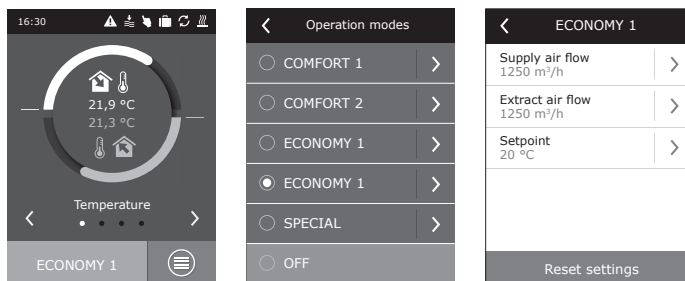 16:30
21,9 °C
21,3 °C
Temperature
ECONOMY 1
Operation modes
COMFORT 1
COMFORT 2
ECONOMY 1
ECONOMY 1
SPECIAL
OFF
ECONOMY 1
Supply air flow
1250 m³/h
Extract air flow
1250 m³/h
Setpoint
20 °C
Reset settings